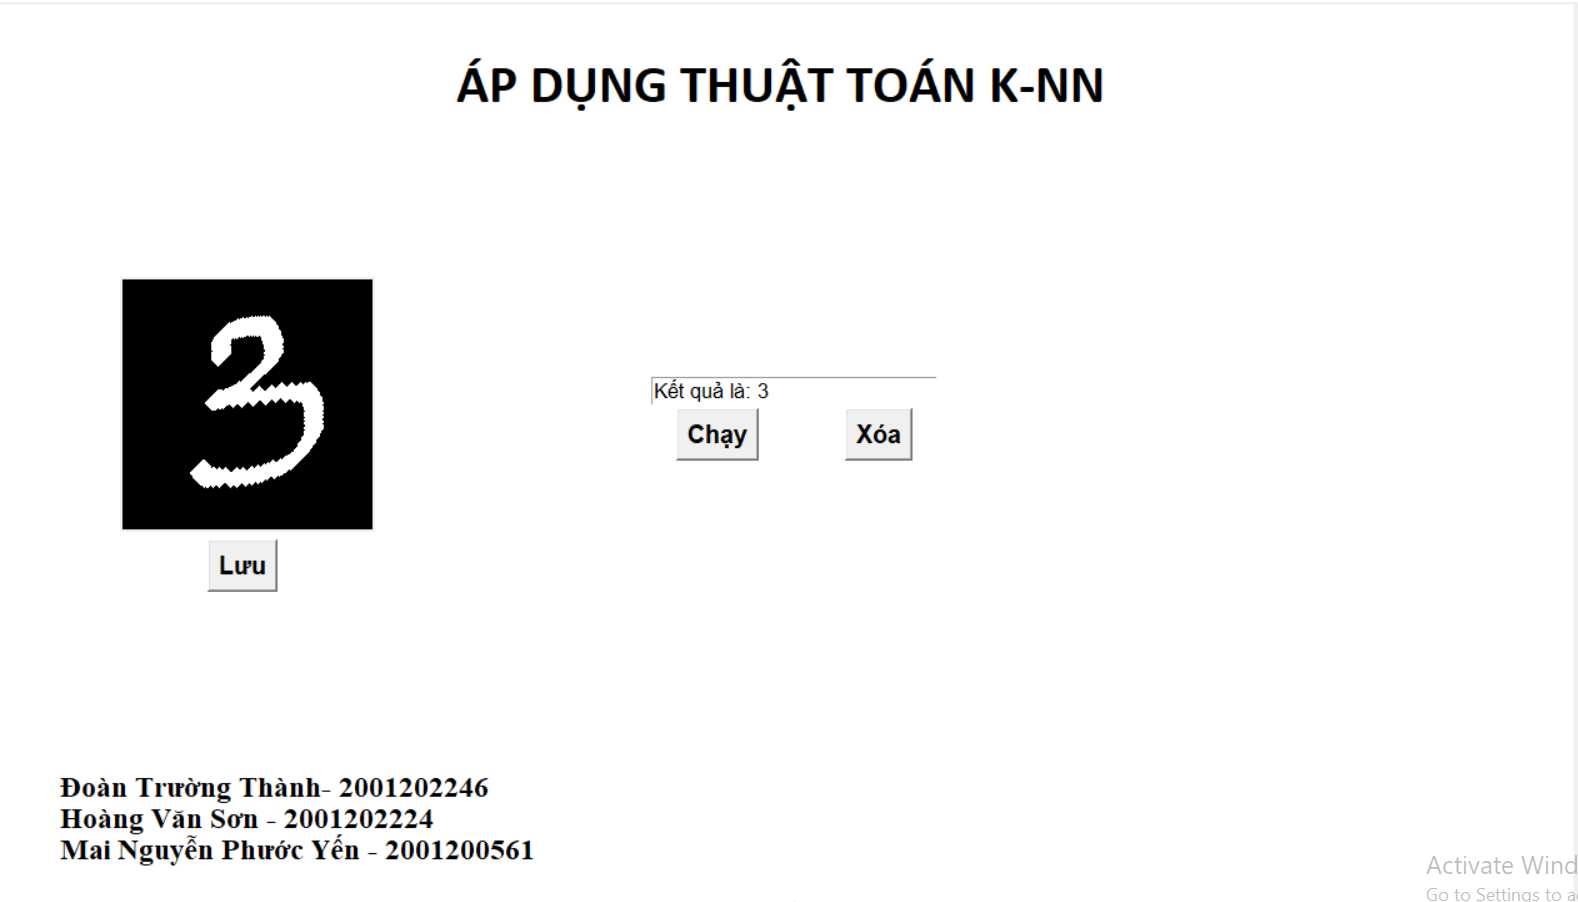 ÁP DỤNG THUẬT TOÁN K-NN
3
Kết quả là: 3
Chạy
Xóa
Lưu
Đoàn Trường Thành- 2001202246
Hoàng Văn Sơn - 2001202224
Mai Nguyễn Phước Yến - 2001200561
Activate Wind
Go to Settings to a